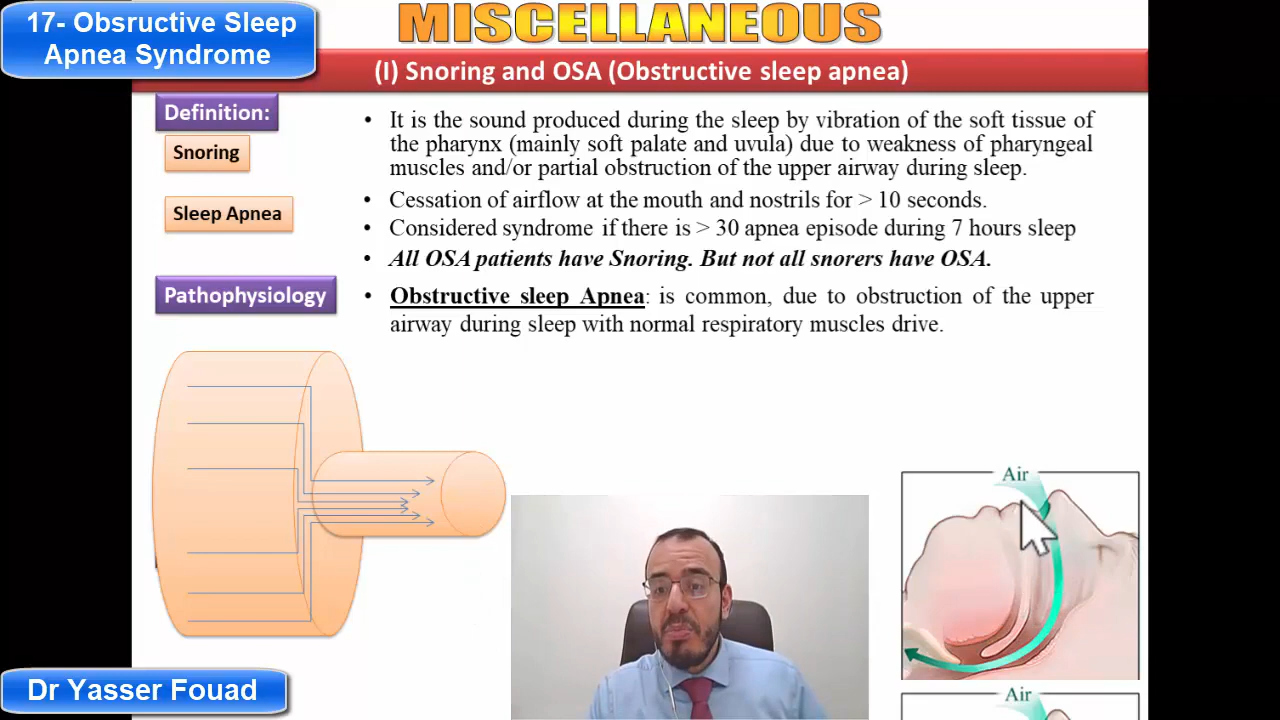 17- Obsructive Sleep
Apnea Syndrome
MISCELLANEOUS
(I) Snoring and OSA (Obstructive sleep apnea)
Definition:
Snoring
• It is the sound produced during the sleep by vibration of the soft tissue of
the pharynx (mainly soft palate and uvula) due to weakness of pharyngeal
muscles and/or partial obstruction of the upper airway during sleep.
Sleep Apnea
• Cessation of airflow at the mouth and nostrils for > 10 seconds.
• Considered syndrome if there is > 30 apnea episode during 7 hours sleep
• All OSA patients have Snoring. But not all snorers have OSA.
Pathophysiology
• Obstructive sleep Apnea: is common, due to obstruction of the upper
airway during sleep with normal respiratory muscles drive.
Air
Air
Dr Yasser Fouad